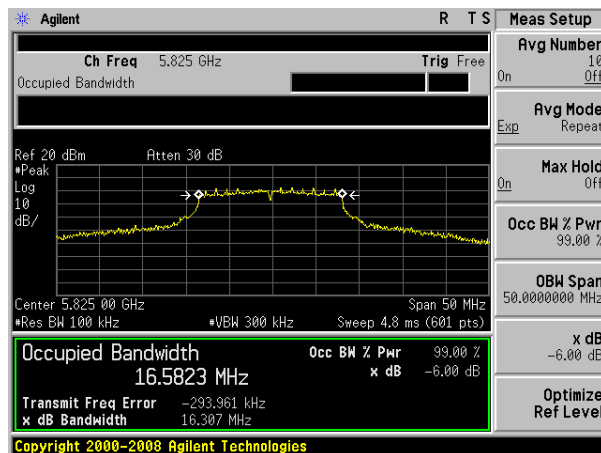 Agilent R T S Meas Setup
Ch Freq 5.825 GHz Trig Free
Occupied Bandwidth
Avg Number
10
On Off
Avg Mode
Exp Repeat
Max Hold
On Off
Occ BW % Pwr
99.00 %
OBW Span
50.0000000 MHz
x dB
-6.00 dB
Optimize
Ref Level
Ref 20 dBm Atten 30 dB
#Peak
Log
10
dB/
Center 5.825 00 GHz Span 50 MHz
#Res BW 100 kHz #VBW 300 kHz Sweep 4.8 ms (601 pts)
Occupied Bandwidth Occ BW % Pwr 99.00 %
16.5823 MHz x dB -6.00 dB
Transmit Freq Error -293.961 kHz
x dB Bandwidth 16.307 MHz
Copyright 2000-2008 Agilent Technologies